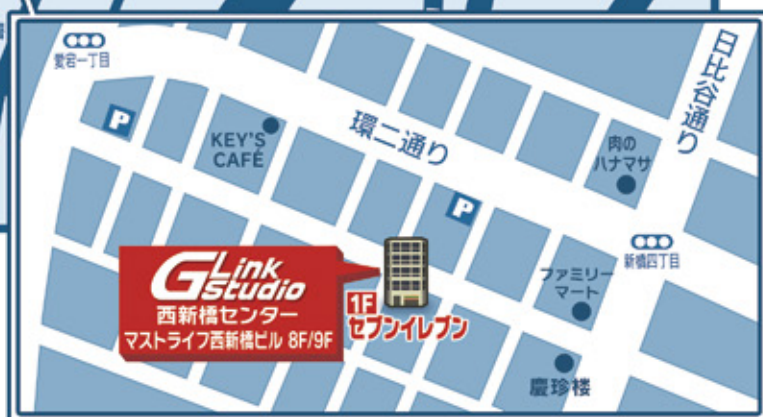 愛宕一丁目
P
KEY'S
CAFÉ
環二通り
日比谷通り
肉の
ハナマサ
P
新橋四丁目
ファミリー
マート
GLink
Studio
西新橋センター
マストライフ西新橋ビル 8F/9F
1F
セブンイレブン
慶珍楼